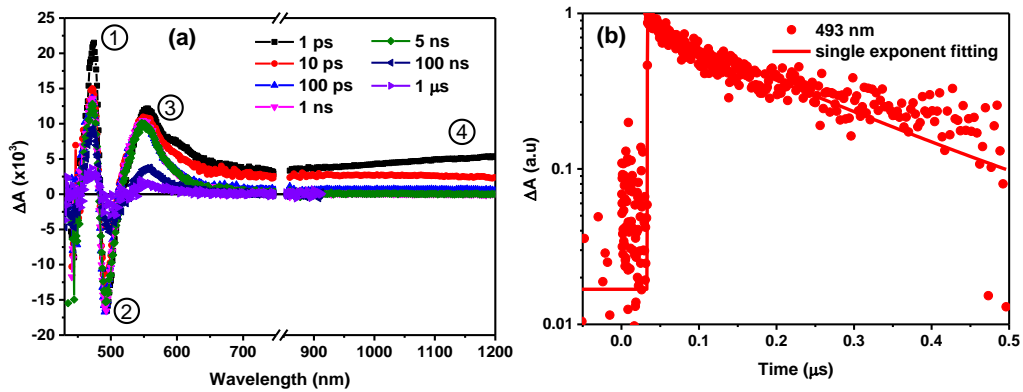 25
20
15
10
5
0
-5
-10
-15
-20
25
ΔA (x10³)
500
600
700
900
1000
1100
1200
Wavelength (nm)
(a)
①
②
③
④
1 ps
10 ps
100 ps
1 ns
5 ns
100 ns
1 μs
1
0.1
0.01
ΔA (a.u)
0.0
0.1
0.2
0.3
0.4
0.5
Time (μs)
(b)
493 nm
single exponent fitting